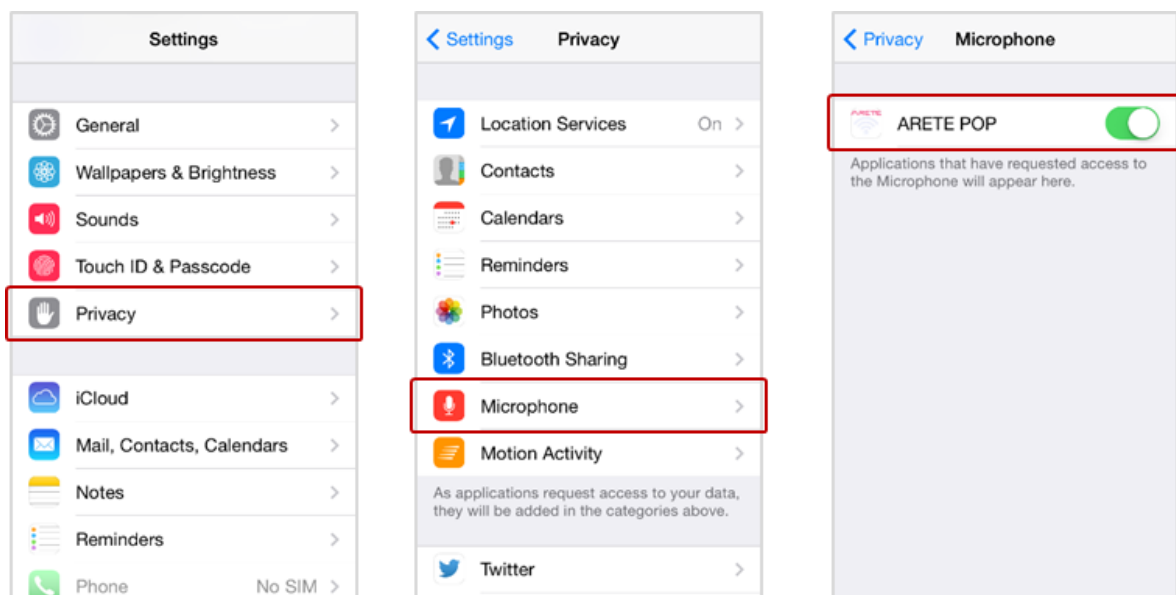 Settings
General
Wallpapers & Brightness
Sounds
Touch ID & Passcode
Privacy
iCloud
Mail, Contacts, Calendars
Notes
Reminders
Phone No SIM
Settings Privacy
Location Services On
Contacts
Calendars
Reminders
Photos
Bluetooth Sharing
Microphone
Motion Activity
As applications request access to your data,
they will be added in the categories above.
Twitter
Privacy Microphone
ARETE
ARETE POP
Applications that have requested access to
the Microphone will appear here.